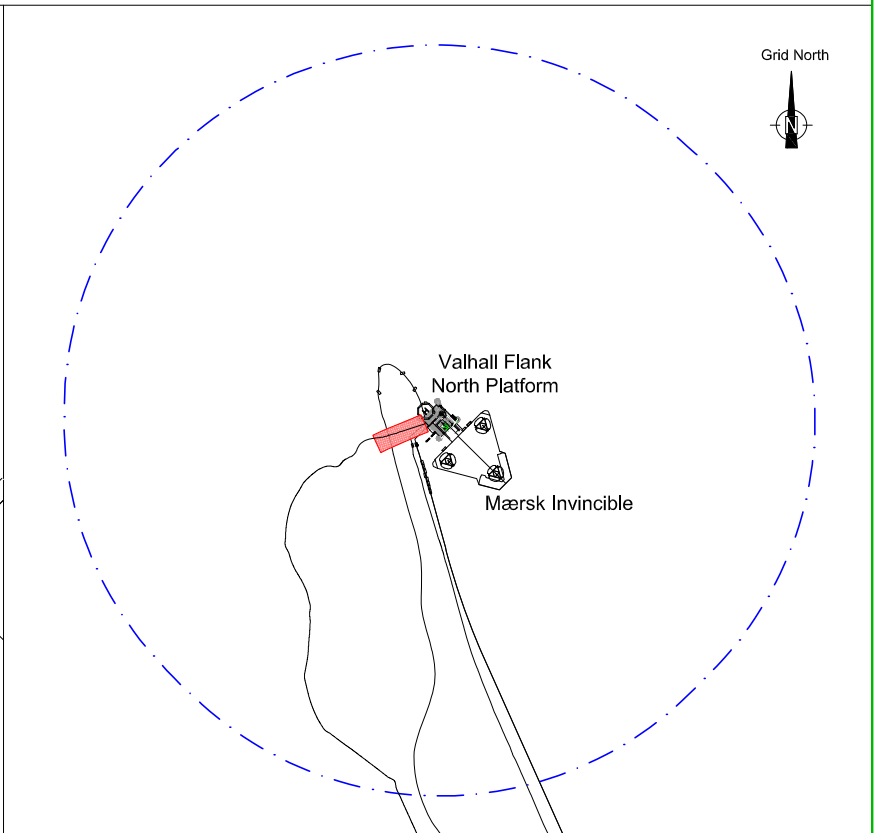 Grid North
N
Valhall Flank
North Platform
Mærsk Invincible